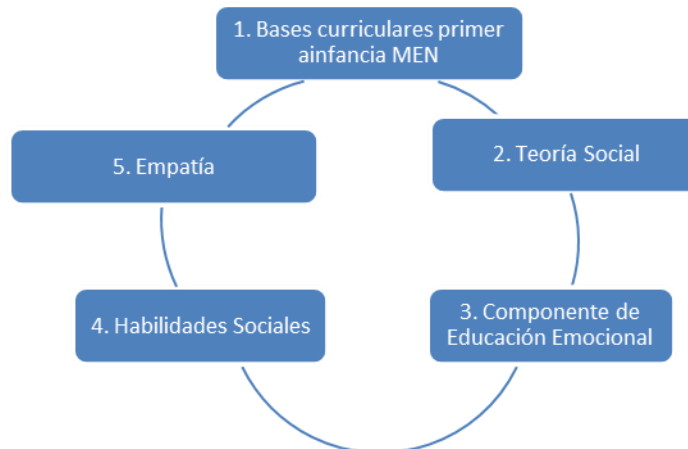 1. Bases curriculares primer
ainfancia MEN
2. Teoría Social
3. Componente de
Educación Emocional
4. Habilidades Sociales
5. Empatía